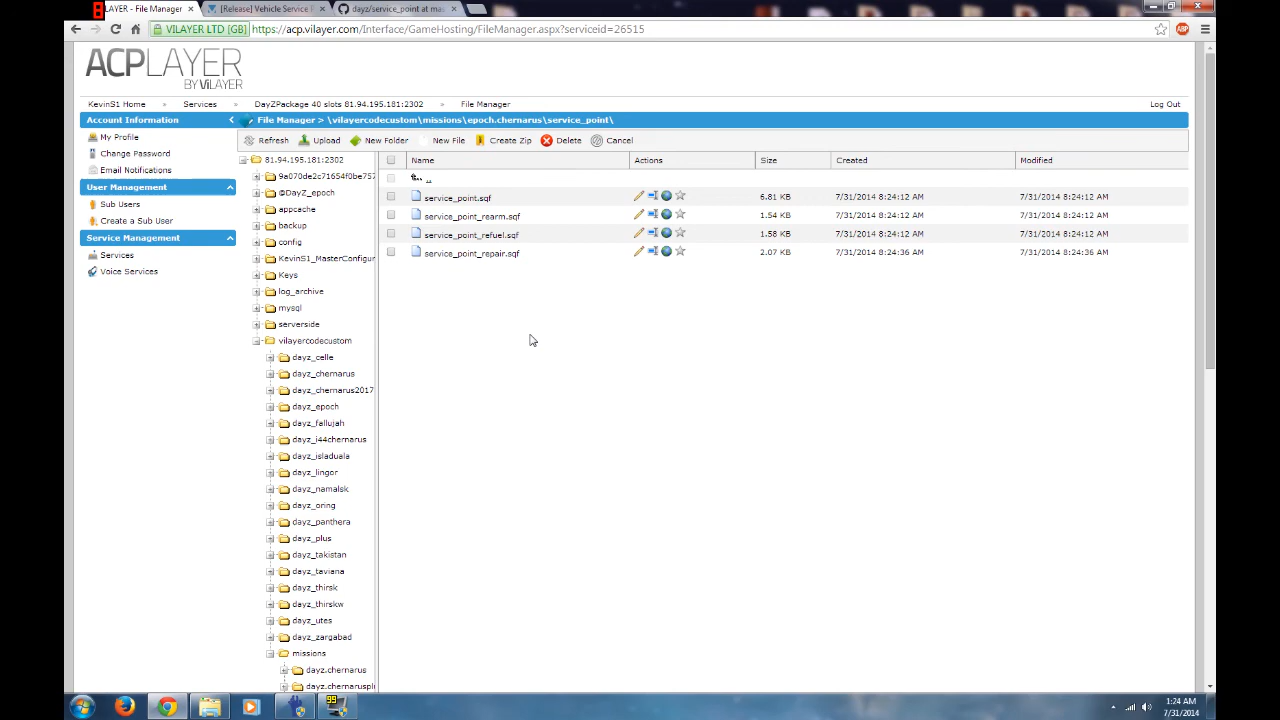 LAYER - File Manager
[Release] Vehicle Service P
dayz/service_point at mas
VILAYER LTD [GB]
https://acp.vilayer.com/Interface/GameHosting/FileManager.aspx?serviceid=26515
ACPLAYER
BY VILAYER
KevinS1 Home » Services » DayZPackage 40 slots 81.94.195.181:2302 » File Manager
Log Out
Account Information
My Profile
Change Password
Email Notifications
User Management
Sub Users
Create a Sub User
Service Management
Services
Voice Services
File Manager > \vilayercodecustom\missions\epoch.chernarus\service_point\
Refresh Upload New Folder New File Create Zip Delete Cancel
81.94.195.181:2302
9a070de2c71654f0be757
@DayZ_epoch
appcache
backup
config
KevinS1_MasterConfigur
Keys
log_archive
mysql
serverside
vilayercodecustom
dayz_celle
dayz_chernarus
dayz_chernarus2017
dayz_epoch
dayz_fallujah
dayz_i44chernarus
dayz_isladuala
dayz_lingor
dayz_namalsk
dayz_oring
dayz_panthera
dayz_plus
dayz_takistan
dayz_taviana
dayz_thirsk
dayz_thirskw
dayz_utes
dayz_zargabad
missions
dayz.chernarus
dayz.chernaruspl
Name Actions Size Created Modified
..
service_point.sqf 6.81 KB 7/31/2014 8:24:12 AM 7/31/2014 8:24:12 AM
service_point_rearm.sqf 1.54 KB 7/31/2014 8:24:12 AM 7/31/2014 8:24:12 AM
service_point_refuel.sqf 1.58 KB 7/31/2014 8:24:12 AM 7/31/2014 8:24:12 AM
service_point_repair.sqf 2.07 KB 7/31/2014 8:24:36 AM 7/31/2014 8:24:36 AM
99
1:24 AM
7/31/2014